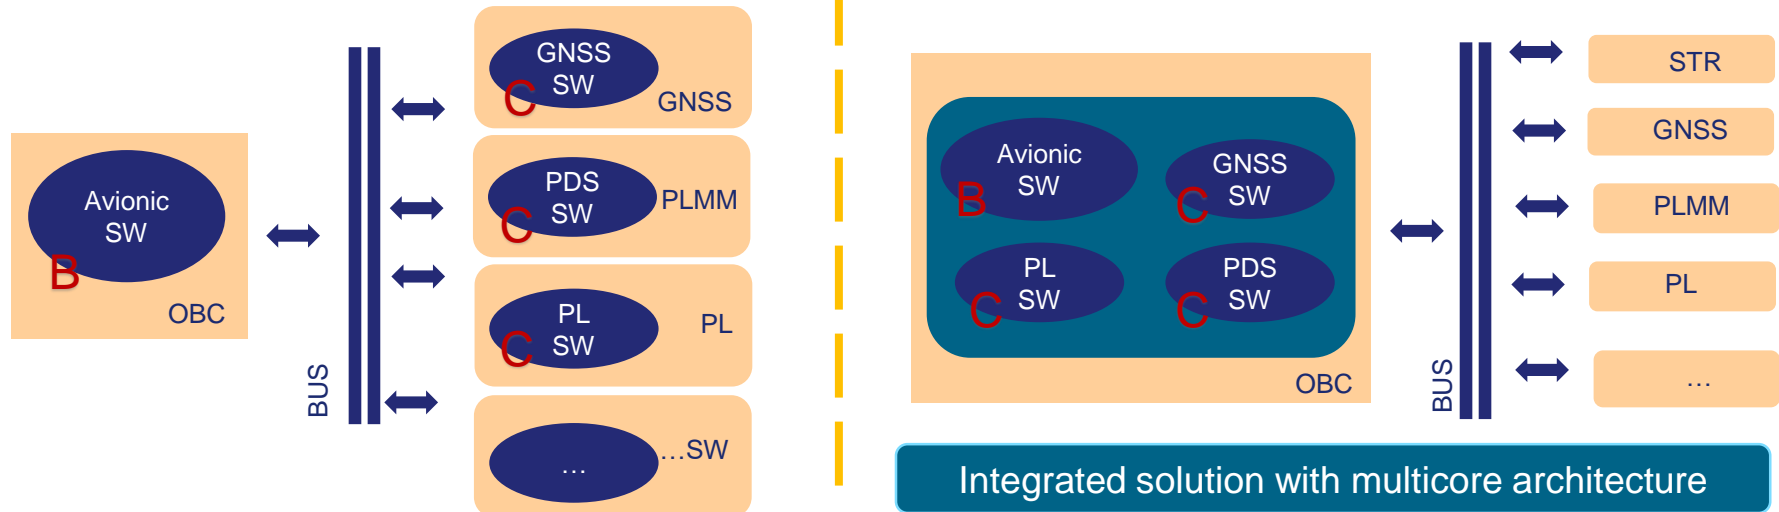 Avionic
SW
B
OBC
BUS
GNSS
SW
C
GNSS
PDS
SW
C
PLMM
PL
SW
C
PL
...
...SW
Avionic
SW
B
GNSS
SW
C
PL
SW
C
PDS
SW
C
OBC
BUS
STR
GNSS
PLMM
PL
...
Integrated solution with multicore architecture